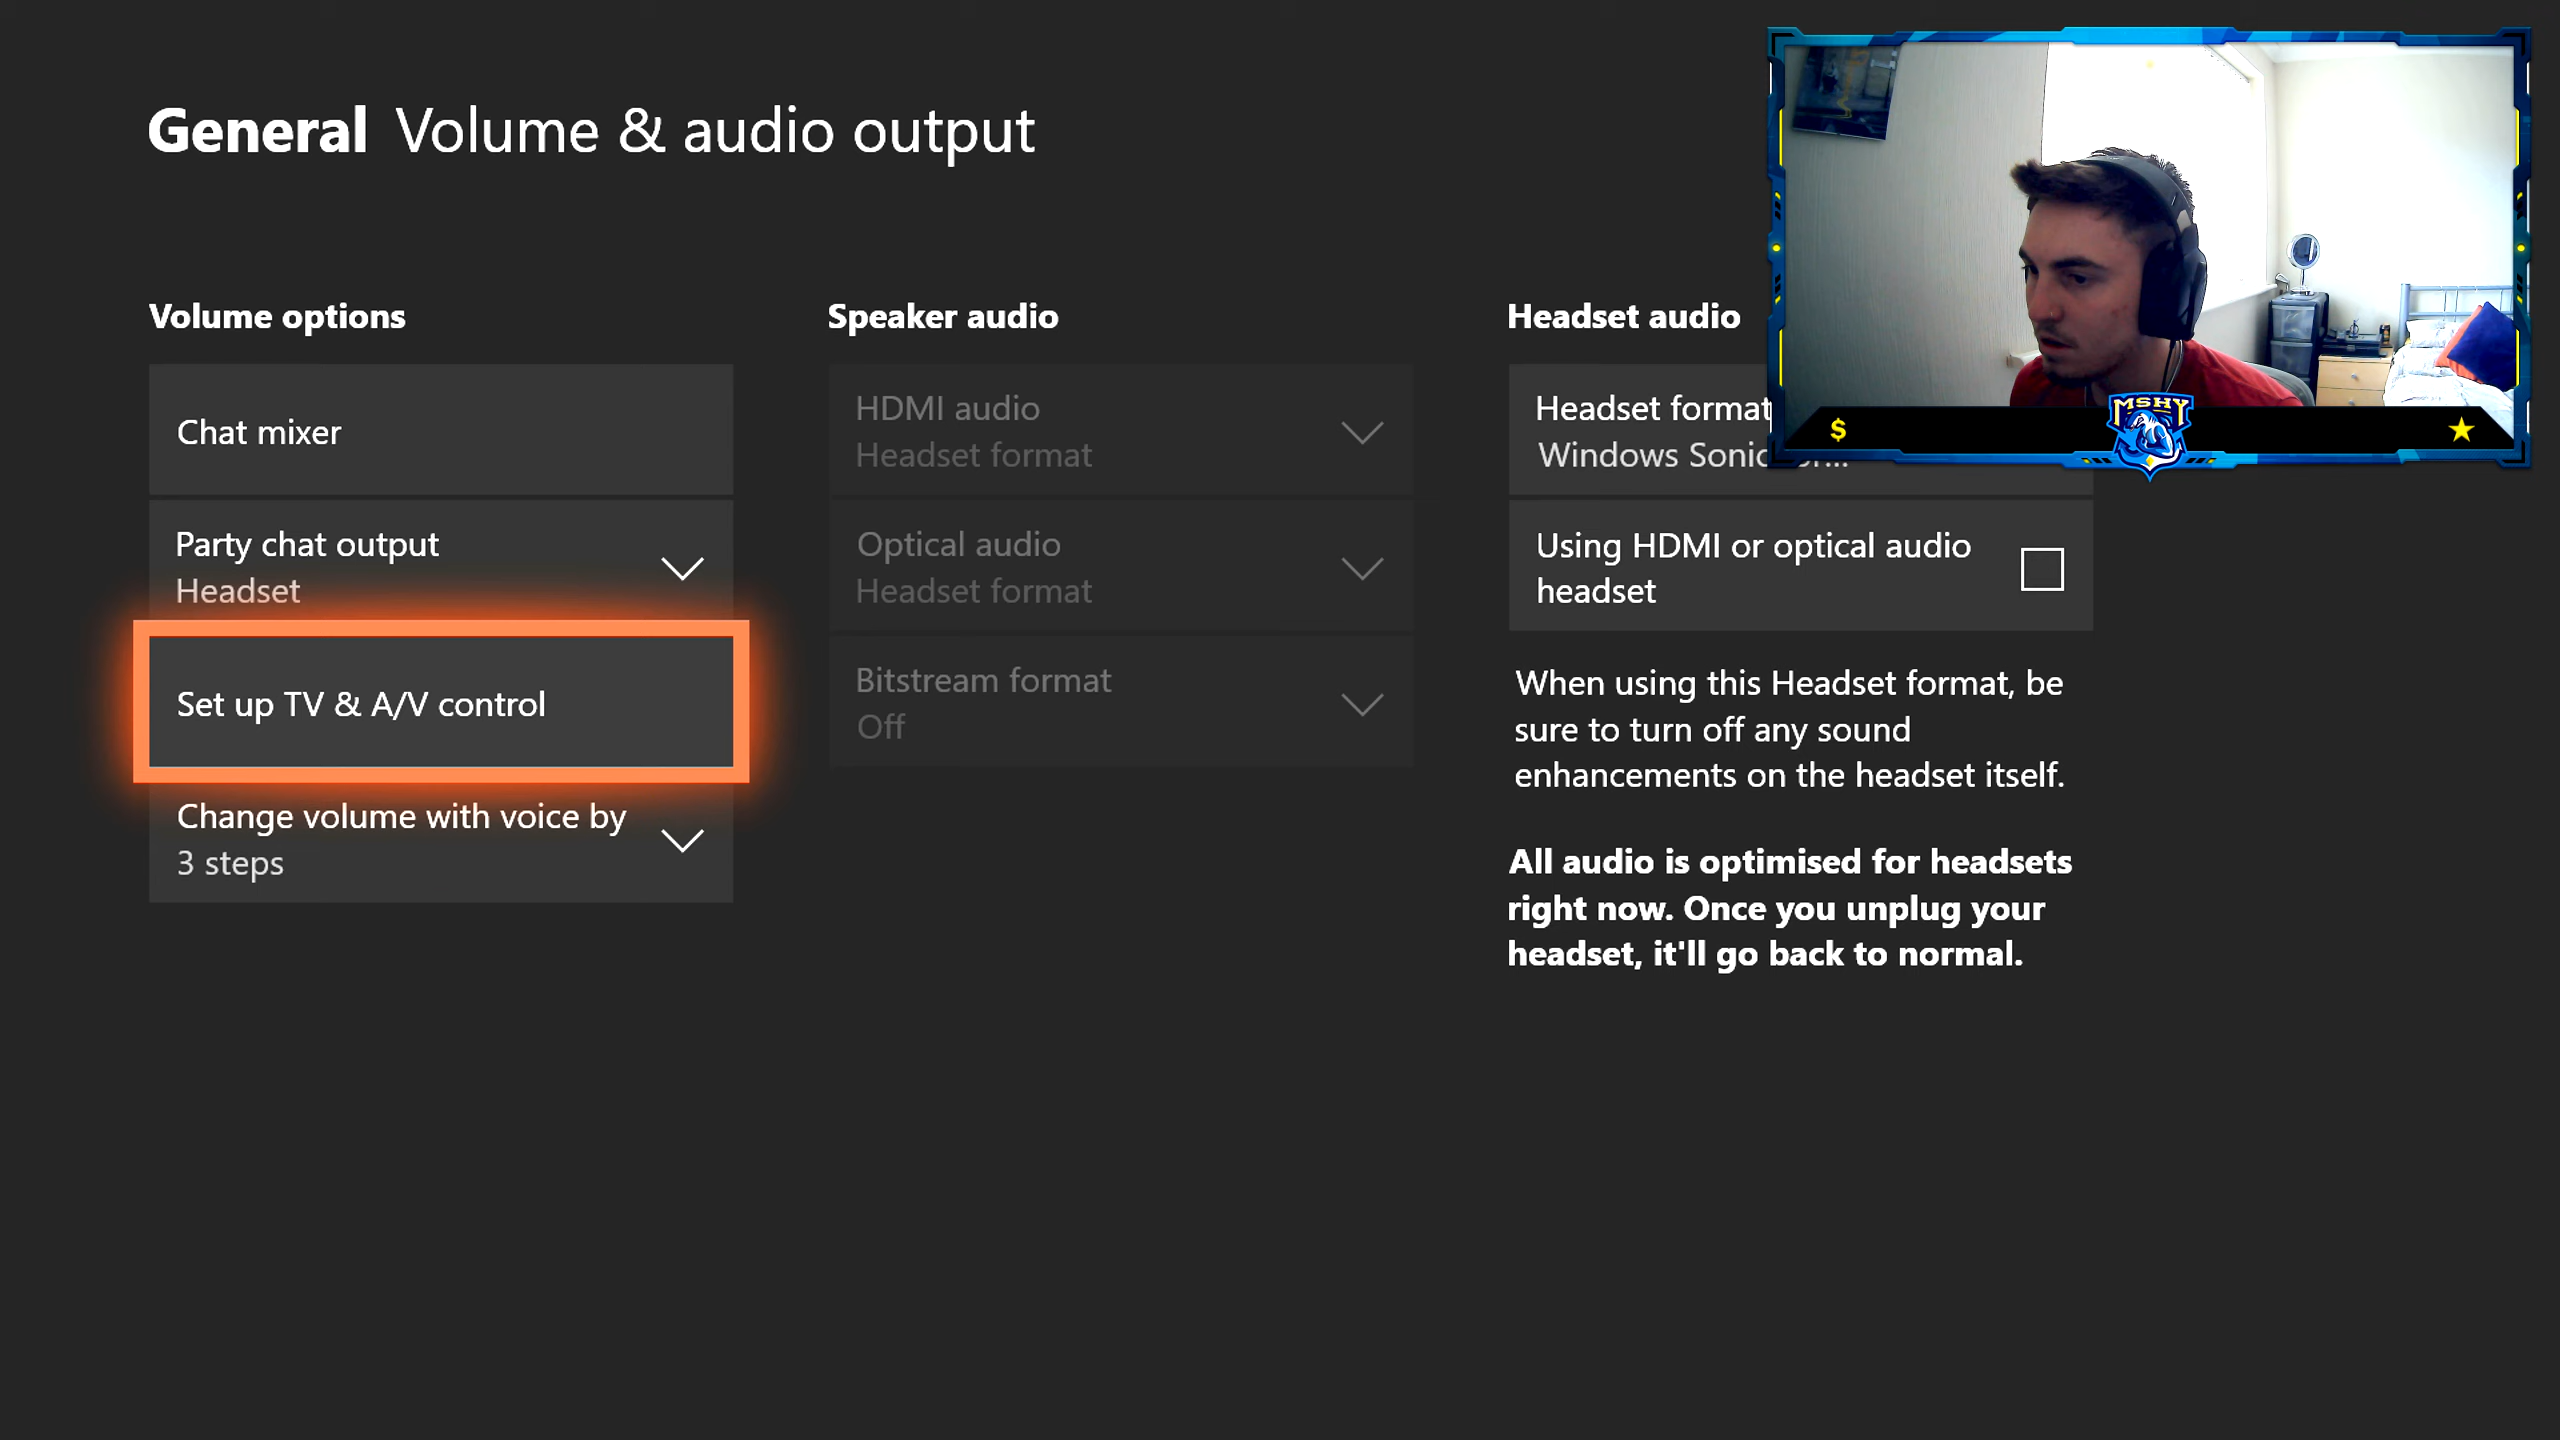 General Volume & audio output
Volume options
Chat mixer
Party chat output
Headset
Set up TV & A/V control
Change volume with voice by
3 steps
Speaker audio
HDMI audio
Headset format
Optical audio
Headset format
Bitstream format
Off
Headset audio
Headset format
Windows Sonic
Using HDMI or optical audio
headset
When using this Headset format, be
sure to turn off any sound
enhancements on the headset itself.
All audio is optimised for headsets
right now. Once you unplug your
headset, it'll go back to normal.
$
MSHY